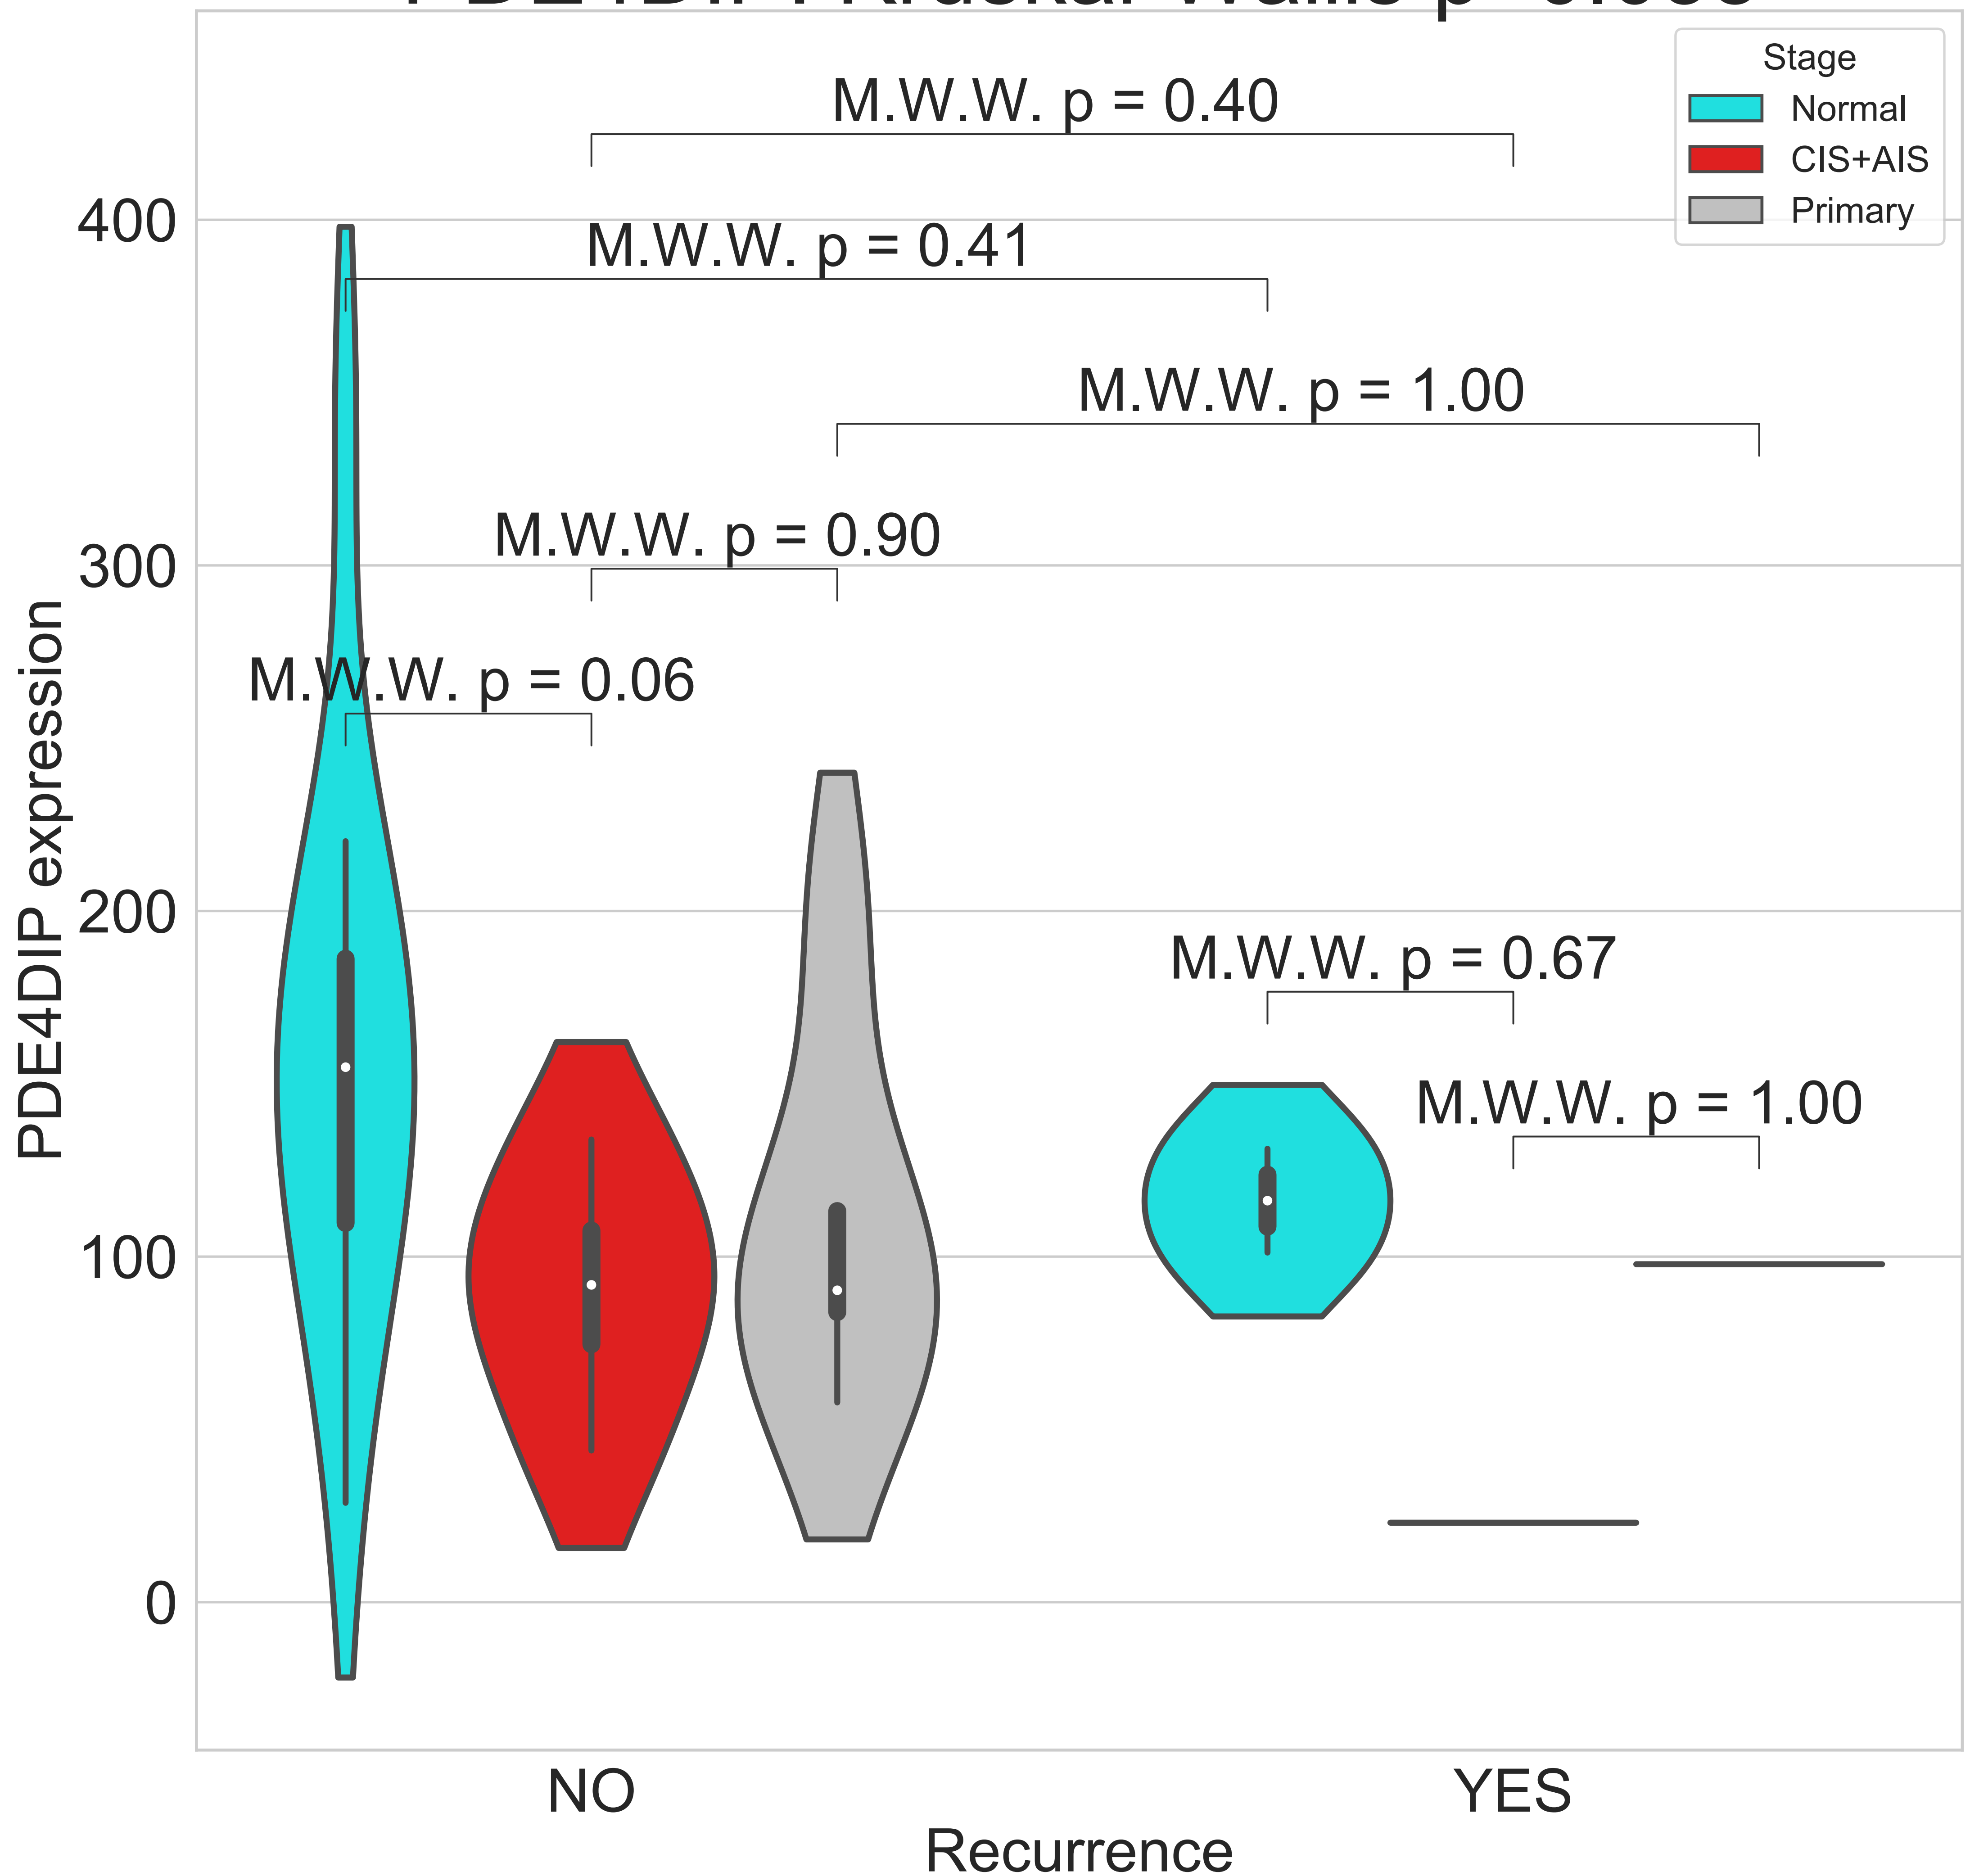 Stage
Normal
CIS+AIS
Primary
M.W.W. p = 0.40
400
M.W.W. p = 0.41
M.W.W. p = 1.00
M.W.W. p = 0.90
300
M.W.W. p = 0.06
PDE4DIP expression
200
M.W.W. p = 0.67
M.W.W. p = 1.00
100
0
NO
YES
Recurrence